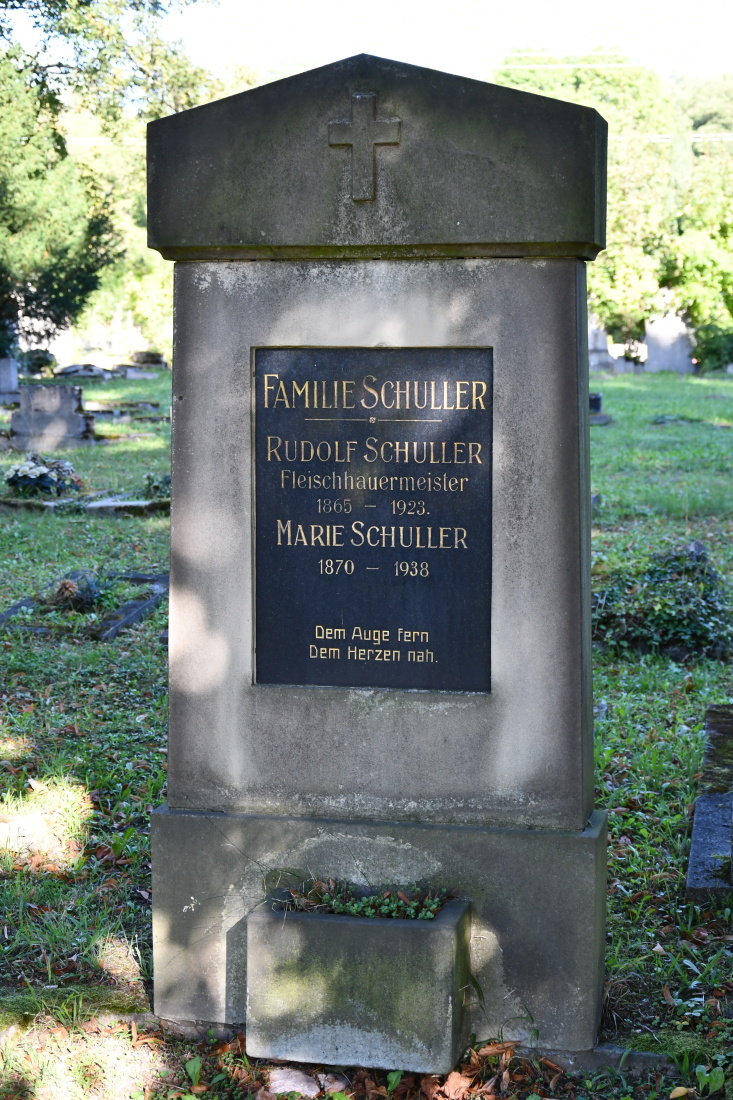 FAMILIE SCHULLER
RUDOLF SCHULLER
Fleischhauermeister
1865 – 1923.
MARIE SCHULLER
1870 – 1938
Dem Auge fern
Dem Herzen nah.